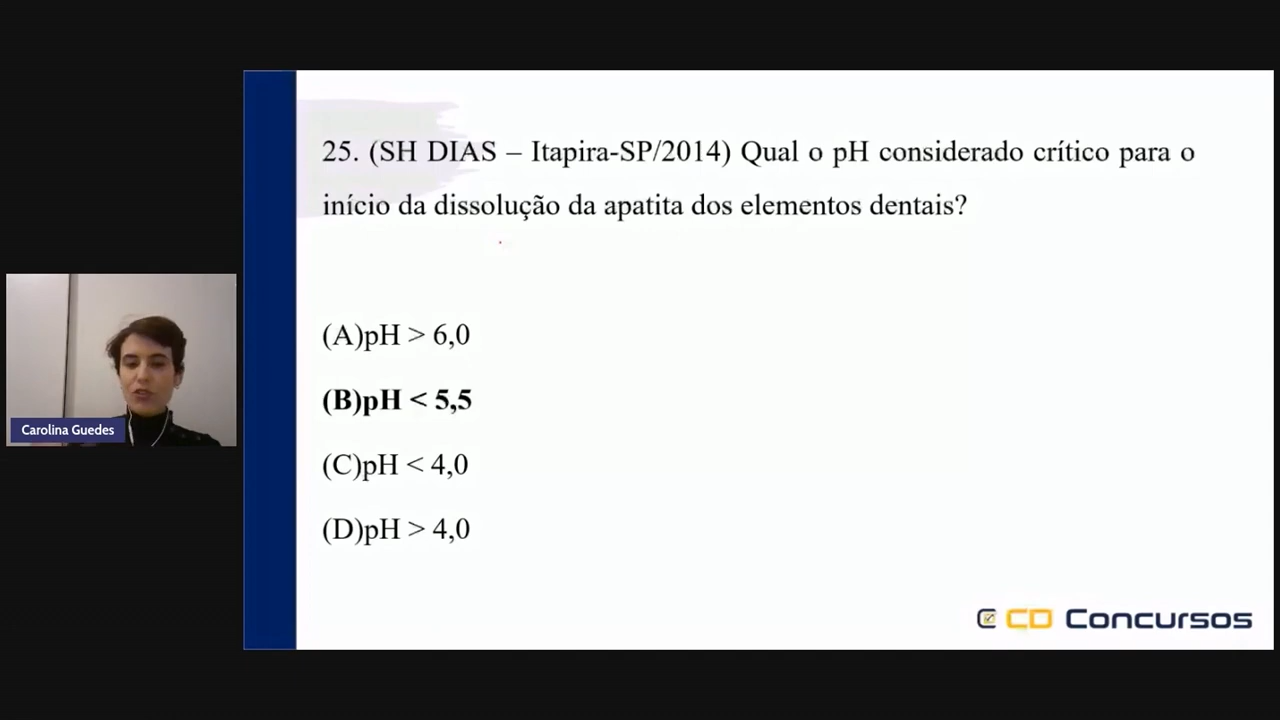 25. (SH DIAS – Itapira-SP/2014) Qual o pH considerado crítico para o
início da dissolução da apatita dos elementos dentais?
(A)pH > 6,0
(B)pH < 5,5
(C)pH < 4,0
(D)pH > 4,0
Carolina Guedes
CD Concursos